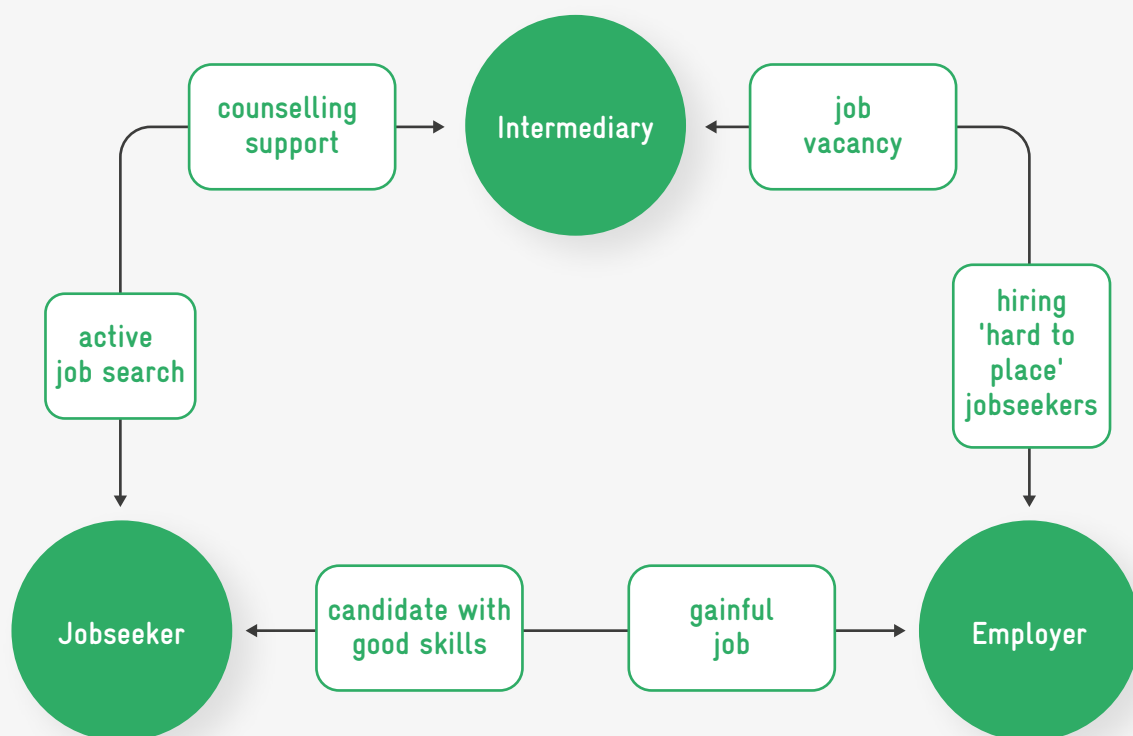 counselling
support
Intermediary
job
vacancy
active
job search
hiring
'hard to
place'
jobseekers
Jobseeker
candidate with
good skills
gainful
job
Employer